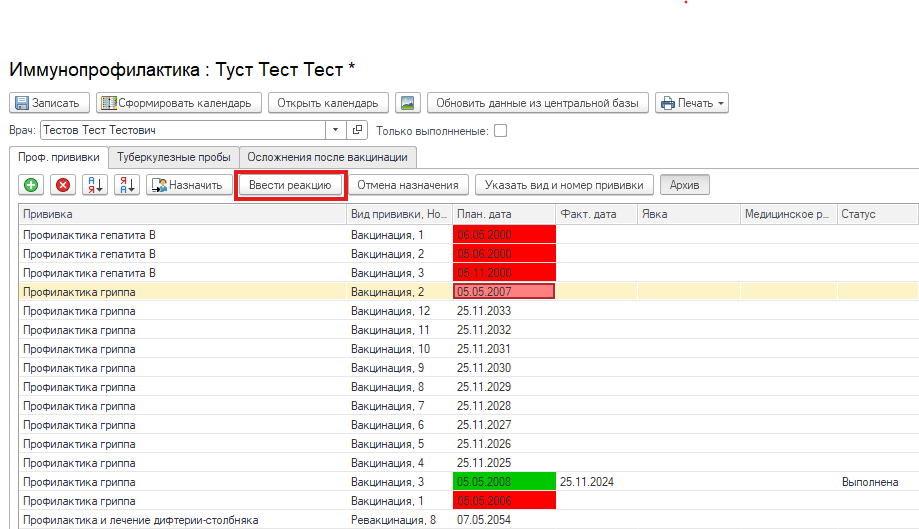 Иммунопрофилактика : Туст Тест Тест *
Записать Сформировать календарь Открыть календарь Обновить данные из центральной базы Печать
Врач: Тестов Тест Тестович Только выполнненые:
Проф. прививки Туберкулезные пробы Осложнения после вакцинации
Назначить Ввести реакцию Отмена назначения Указать вид и номер прививки Архив
Прививка Вид прививки, Но... План. дата Факт. дата Явка Медицинское р... Статус
Профилактика гепатита В Вакцинация, 1 06.05.2000
Профилактика гепатита В Вакцинация, 2 05.06.2000
Профилактика гепатита В Вакцинация, 3 05.11.2000
Профилактика гриппа Вакцинация, 2 05.05.2007
Профилактика гриппа Вакцинация, 12 25.11.2033
Профилактика гриппа Вакцинация, 11 25.11.2032
Профилактика гриппа Вакцинация, 10 25.11.2031
Профилактика гриппа Вакцинация, 9 25.11.2030
Профилактика гриппа Вакцинация, 8 25.11.2029
Профилактика гриппа Вакцинация, 7 25.11.2028
Профилактика гриппа Вакцинация, 6 25.11.2027
Профилактика гриппа Вакцинация, 5 25.11.2026
Профилактика гриппа Вакцинация, 4 25.11.2025
Профилактика гриппа Вакцинация, 3 05.05.2008 25.11.2024 Выполнена
Профилактика гриппа Вакцинация, 1 05.05.2006
Профилактика и лечение дифтерии-столбняка Ревакцинация, 8 07.05.2054